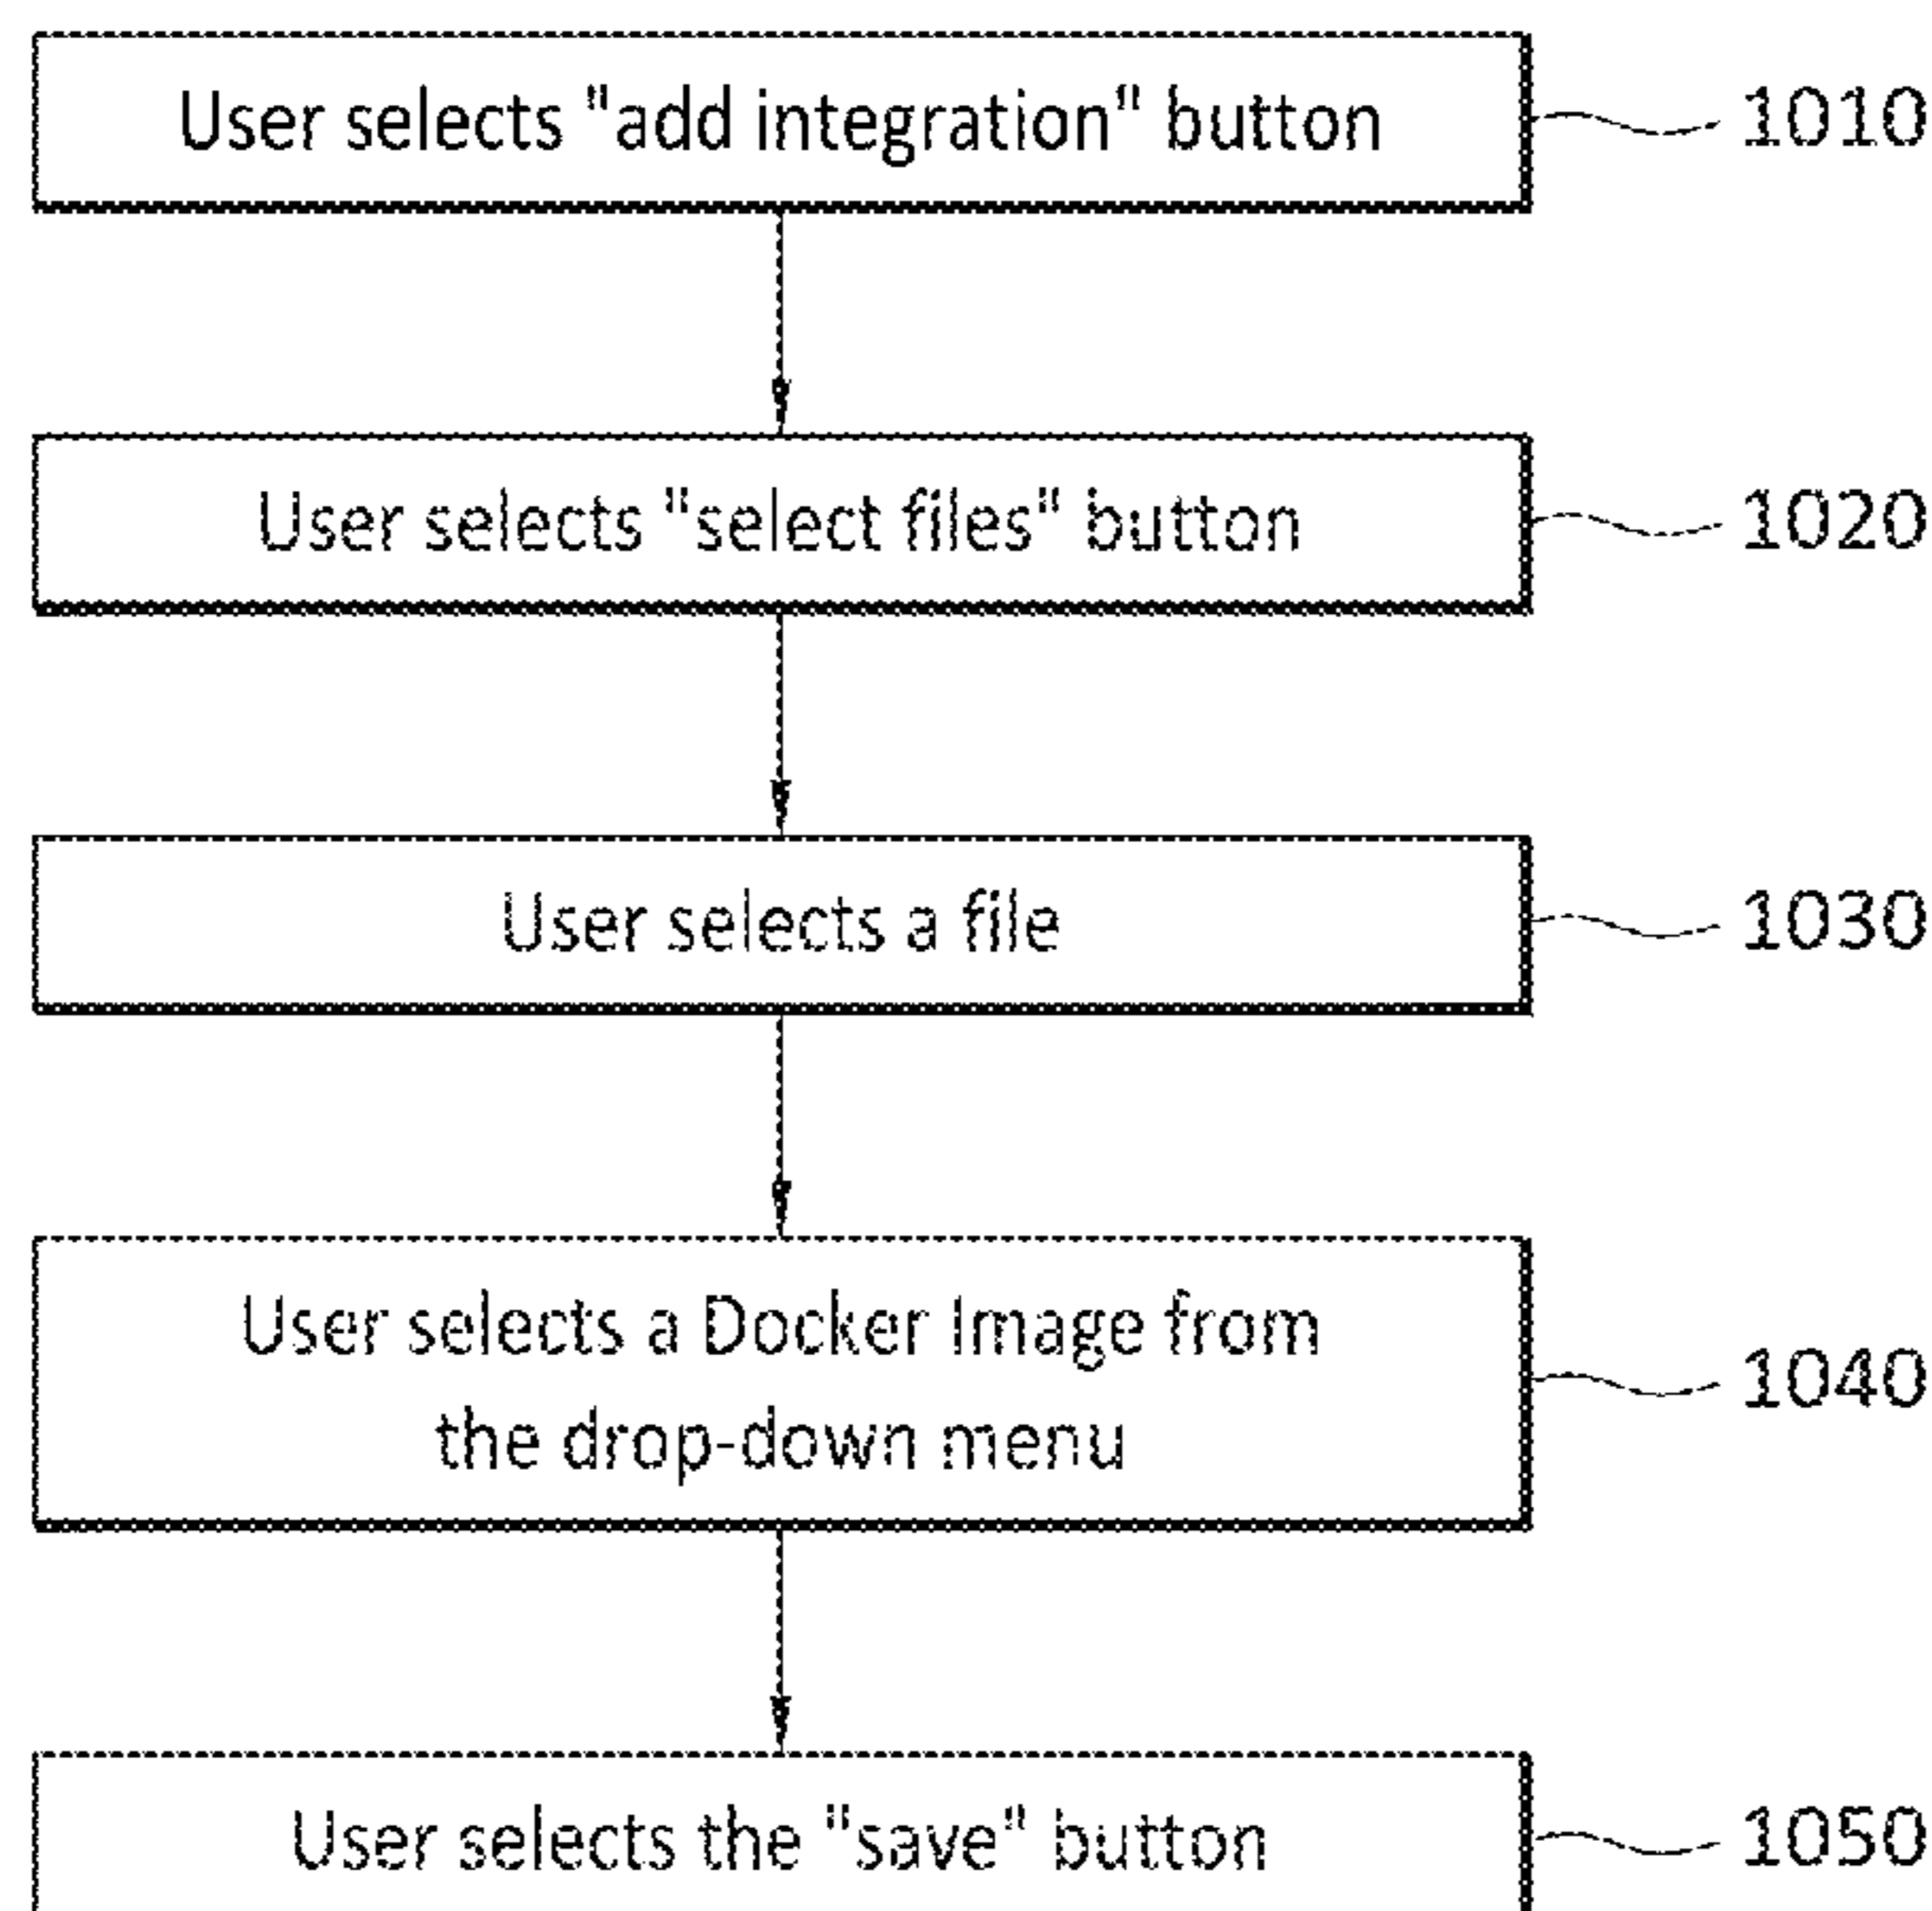 User selects "add integration" button
1010
User selects "select files" button
1020
User selects a file
1030
User selects a Docker Image from
the drop-down menu
1040
User selects the "save" button
1050